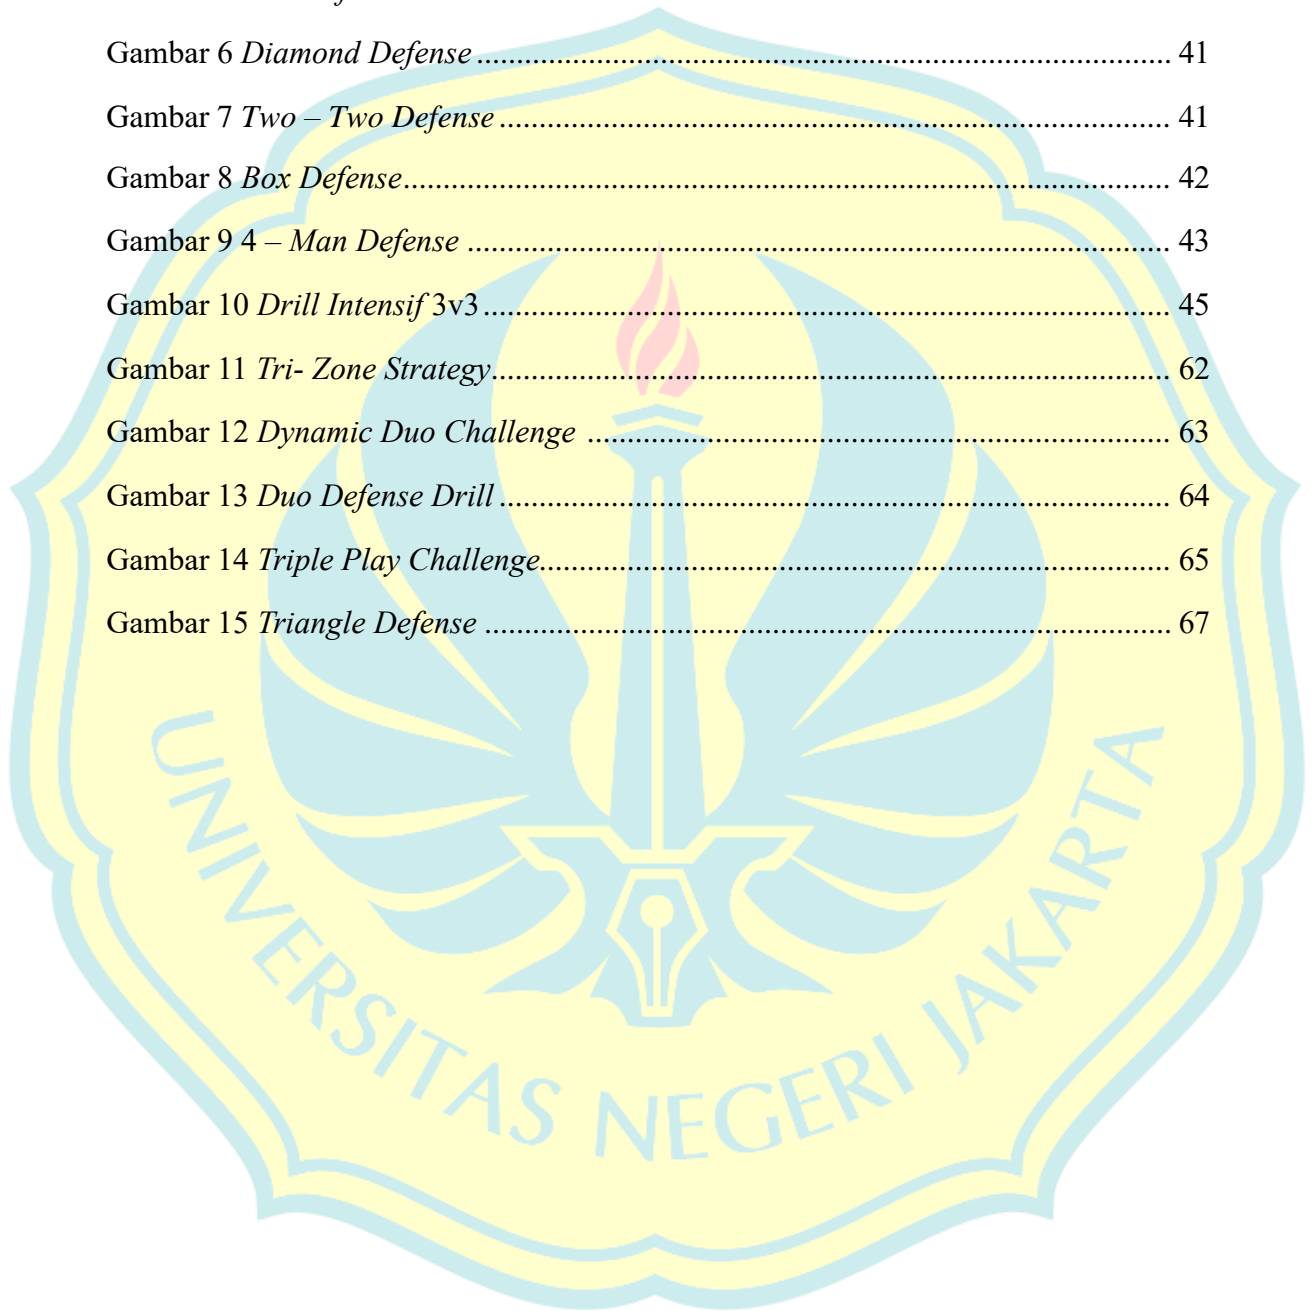 Gambar 6 Diamond Defense ........................................................................................ 41
Gambar 7 Two – Two Defense ..................................................................................... 41
Gambar 8 Box Defense................................................................................................. 42
Gambar 9 4 – Man Defense ......................................................................................... 43
Gambar 10 Drill Intensif 3v3 ....................................................................................... 45
Gambar 11 Tri- Zone Strategy...................................................................................... 62
Gambar 12 Dynamic Duo Challenge .......................................................................... 63
Gambar 13 Duo Defense Drill ..................................................................................... 64
Gambar 14 Triple Play Challenge................................................................................ 65
Gambar 15 Triangle Defense ....................................................................................... 67
UNIVERSITAS NEGERI JAKARTA